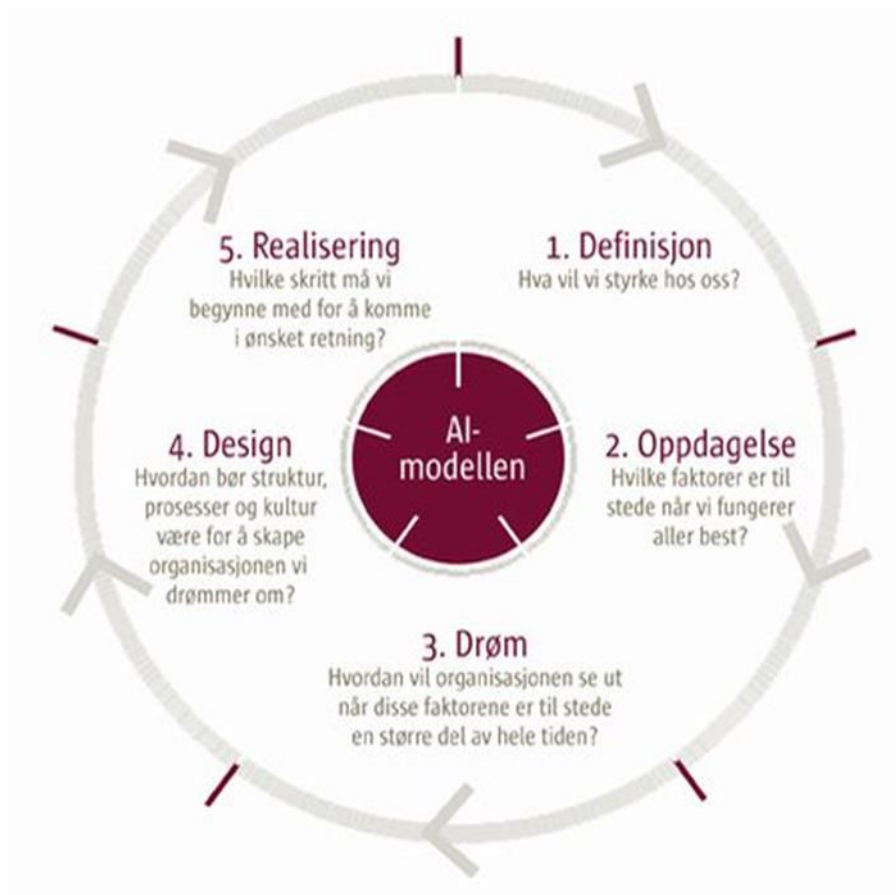 5. Realisering
Hvilke skritt må vi
begynne med for å komme
i ønsket retning?
1. Definisjon
Hva vil vi styrke hos oss?
AI-
modellen
4. Design
Hvordan bør struktur,
prosesser og kultur
være for å skape
organisasjonen vi
drømmer om?
2. Oppdagelse
Hvilke faktorer er til
stede når vi fungerer
aller best?
3. Drøm
Hvordan vil organisasjonen se ut
når disse faktorene er til stede
en større del av hele tiden?